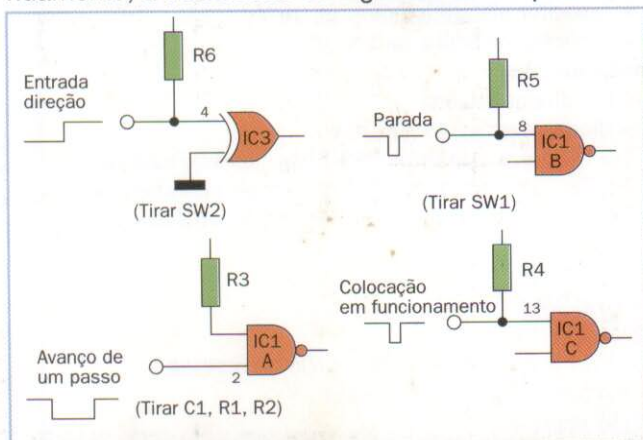 R6
Entrada
direção
4
IC3
(Tirar SW2)
R5
Parada
8
IC1
B
(Tirar SW1)
R3
IC1
A
Avanço de
um passo
2
(Tirar C1, R1, R2)
R4
Colocação
em funcionamento
13
IC1
C